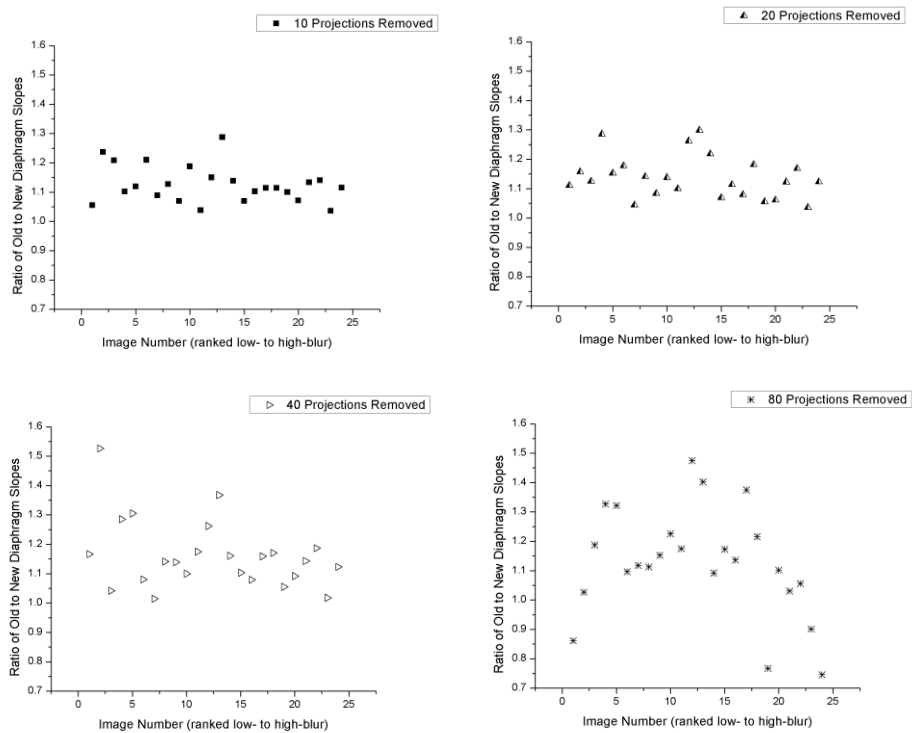 10 Projections Removed
1.6
1.5
1.4
1.3
1.2
1.1
1.0
0.9
0.8
0.7
Ratio of Old to New Diaphragm Slopes
0 5 10 15 20 25
Image Number (ranked low- to high-blur)
20 Projections Removed
1.6
1.5
1.4
1.3
1.2
1.1
1.0
0.9
0.8
0.7
Ratio of Old to New Diaphragm Slopes
0 5 10 15 20 25
Image Number (ranked low- to high-blur)
40 Projections Removed
1.6
1.5
1.4
1.3
1.2
1.1
1.0
0.9
0.8
0.7
Ratio of Old to New Diaphragm Slopes
0 5 10 15 20 25
Image Number (ranked low- to high-blur)
80 Projections Removed
1.6
1.5
1.4
1.3
1.2
1.1
1.0
0.9
0.8
0.7
Ratio of Old to New Diaphragm Slopes
0 5 10 15 20 25
Image Number (ranked low- to high-blur)